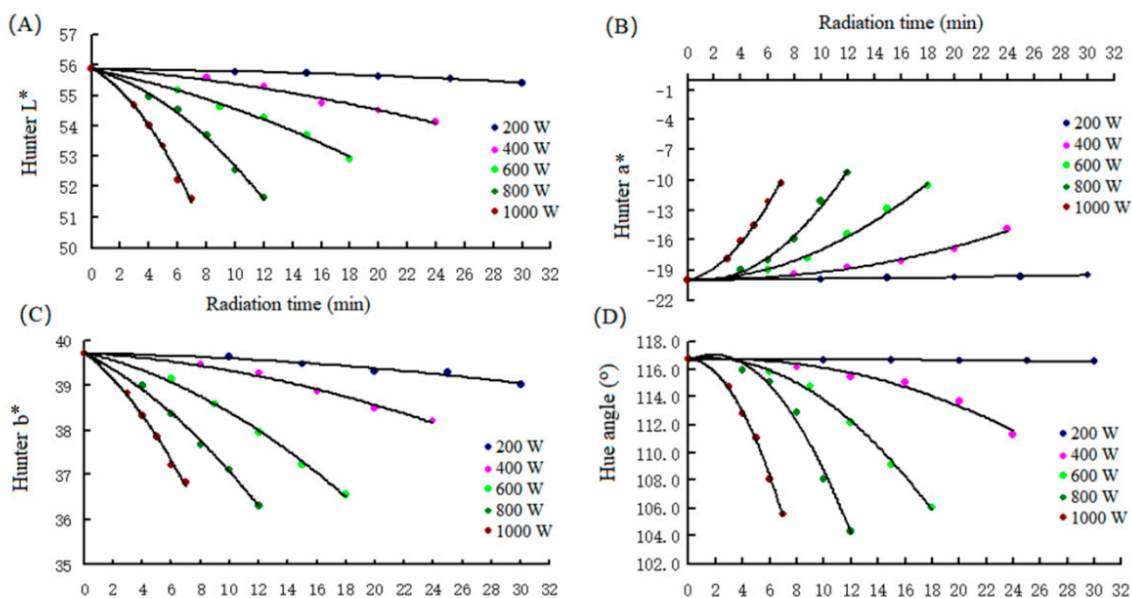 (A)
57
56
55
54
53
52
51
50
Hunter L*
0 2 4 6 8 10 12 14 16 18 20 22 24 26 28 30 32
Radiation time (min)
200 W
400 W
600 W
800 W
1000 W
(B)
Radiation time (min)
0 2 4 6 8 10 12 14 16 18 20 22 24 26 28 30 32
-1
-4
-7
-10
-13
-16
-19
-22
Hunter a*
200 W
400 W
600 W
800 W
1000 W
(C)
40
39
38
37
36
35
Hunter b*
0 2 4 6 8 10 12 14 16 18 20 22 24 26 28 30 32
200 W
400 W
600 W
800 W
1000 W
(D)
118.0
116.0
114.0
112.0
110.0
108.0
106.0
104.0
102.0
Hue angle (°)
0 2 4 6 8 10 12 14 16 18 20 22 24 26 28 30 32
200 W
400 W
600 W
800 W
1000 W